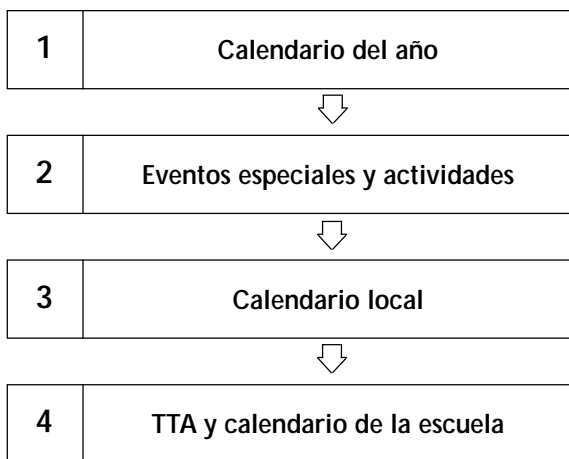 1 Calendario del año
2 Eventos especiales y actividades
3 Calendario local
4 TTA y calendario de la escuela